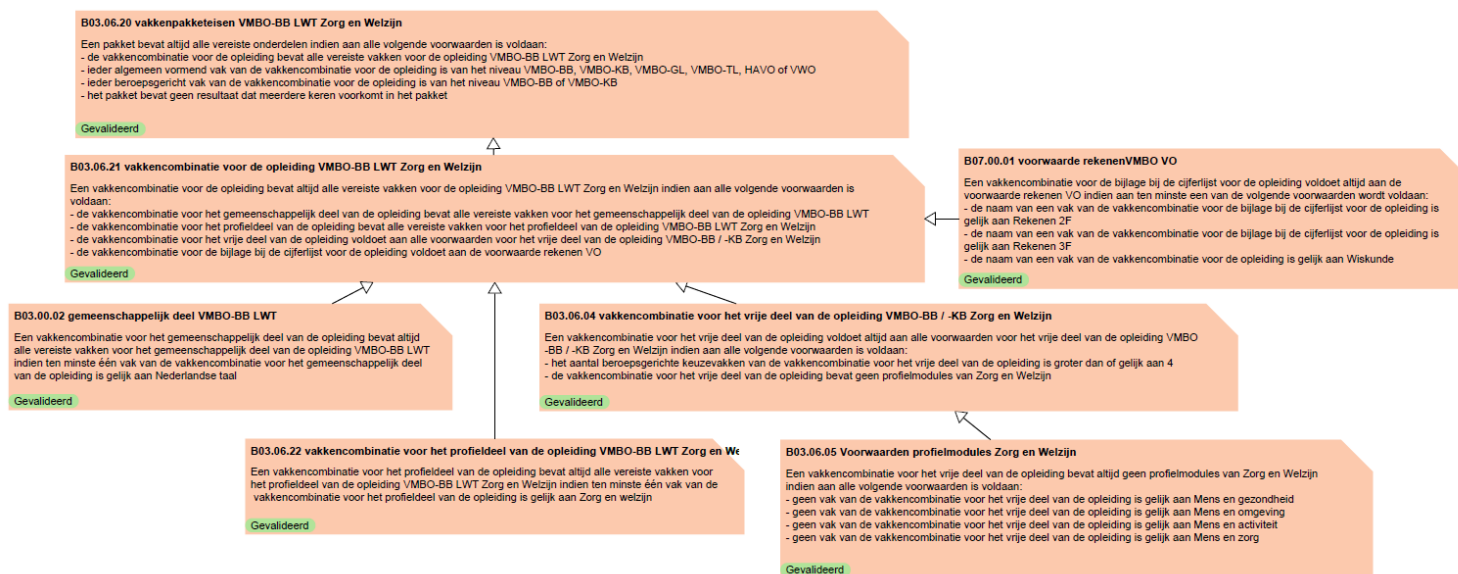 B03.06.20 vakkenpakketeisen VMBO-BB LWT Zorg en Welzijn
Een pakket bevat altijd alle vereiste onderdelen indien aan alle volgende voorwaarden is voldaan:
- de vakkencombinatie voor de opleiding bevat alle vereiste vakken voor de opleiding VMBO-BB LWT Zorg en Welzijn
- ieder algemeen vormend vak van de vakkencombinatie voor de opleiding is van het niveau VMBO-BB, VMBO-KB, VMBO-GL, VMBO-TL, HAVO of VWO
- ieder beroepsgericht vak van de vakkencombinatie voor de opleiding is van het niveau VMBO-BB of VMBO-KB
- het pakket bevat geen resultaat dat meerdere keren voorkomt in het pakket
Gevalideerd
B03.06.21 vakkencombinatie voor de opleiding VMBO-BB LWT Zorg en Welzijn
Een vakkencombinatie voor de opleiding bevat altijd alle vereiste vakken voor de opleiding VMBO-BB LWT Zorg en Welzijn indien aan alle volgende voorwaarden is
voldaan:
- de vakkencombinatie voor het gemeenschappelijk deel van de opleiding bevat alle vereiste vakken voor het gemeenschappelijk deel van de opleiding VMBO-BB LWT
- de vakkencombinatie voor het profieldeel van de opleiding bevat alle vereiste vakken voor het profieldeel van de opleiding VMBO-BB LWT Zorg en Welzijn
- de vakkencombinatie voor het vrije deel van de opleiding voldoet aan alle voorwaarden voor het vrije deel van de opleiding VMBO-BB / -KB Zorg en Welzijn
- de vakkencombinatie voor de bijlage bij de cijferlijst voor de opleiding voldoet aan de voorwaarde rekenen VO
Gevalideerd
B07.00.01 voorwaarde rekenenVMBO VO
Een vakkencombinatie voor de bijlage bij de cijferlijst voor de opleiding voldoet altijd aan de
voorwaarde rekenen VO indien aan ten minste een van de volgende voorwaarden wordt voldaan:
- de naam van een vak van de vakkencombinatie voor de bijlage bij de cijferlijst voor de opleiding is
gelijk aan Rekenen 2F
- de naam van een vak van de vakkencombinatie voor de bijlage bij de cijferlijst voor de opleiding is
gelijk aan Rekenen 3F
- de naam van een vak van de vakkencombinatie voor de opleiding is gelijk aan Wiskunde
Gevalideerd
B03.00.02 gemeenschappelijk deel VMBO-BB LWT
Een vakkencombinatie voor het gemeenschappelijk deel van de opleiding bevat altijd
alle vereiste vakken voor het gemeenschappelijk deel van de opleiding VMBO-BB LWT
indien ten minste één vak van de vakkencombinatie voor het gemeenschappelijk deel
van de opleiding is gelijk aan Nederlandse taal
Gevalideerd
B03.06.04 vakkencombinatie voor het vrije deel van de opleiding VMBO-BB / -KB Zorg en Welzijn
Een vakkencombinatie voor het vrije deel van de opleiding voldoet altijd aan alle voorwaarden voor het vrije deel van de opleiding VMBO
-BB / -KB Zorg en Welzijn indien aan alle volgende voorwaarden is voldaan:
- het aantal beroepsgerichte keuzevakken van de vakkencombinatie voor het vrije deel van de opleiding is groter dan of gelijk aan 4
- de vakkencombinatie voor het vrije deel van de opleiding bevat geen profielmodules van Zorg en Welzijn
Gevalideerd
B03.06.22 vakkencombinatie voor het profieldeel van de opleiding VMBO-BB LWT Zorg en We
Een vakkencombinatie voor het profieldeel van de opleiding bevat altijd alle vereiste vakken voor
het profieldeel van de opleiding VMBO-BB LWT Zorg en Welzijn indien ten minste één vak van de
vakkencombinatie voor het profieldeel van de opleiding is gelijk aan Zorg en welzijn
Gevalideerd
B03.06.05 Voorwaarden profielmodules Zorg en Welzijn
Een vakkencombinatie voor het vrije deel van de opleiding bevat altijd geen profielmodules van Zorg en Welzijn
indien aan alle volgende voorwaarden is voldaan:
- geen vak van de vakkencombinatie voor het vrije deel van de opleiding is gelijk aan Mens en gezondheid
- geen vak van de vakkencombinatie voor het vrije deel van de opleiding is gelijk aan Mens en omgeving
- geen vak van de vakkencombinatie voor het vrije deel van de opleiding is gelijk aan Mens en activiteit
- geen vak van de vakkencombinatie voor het vrije deel van de opleiding is gelijk aan Mens en zorg
Gevalideerd